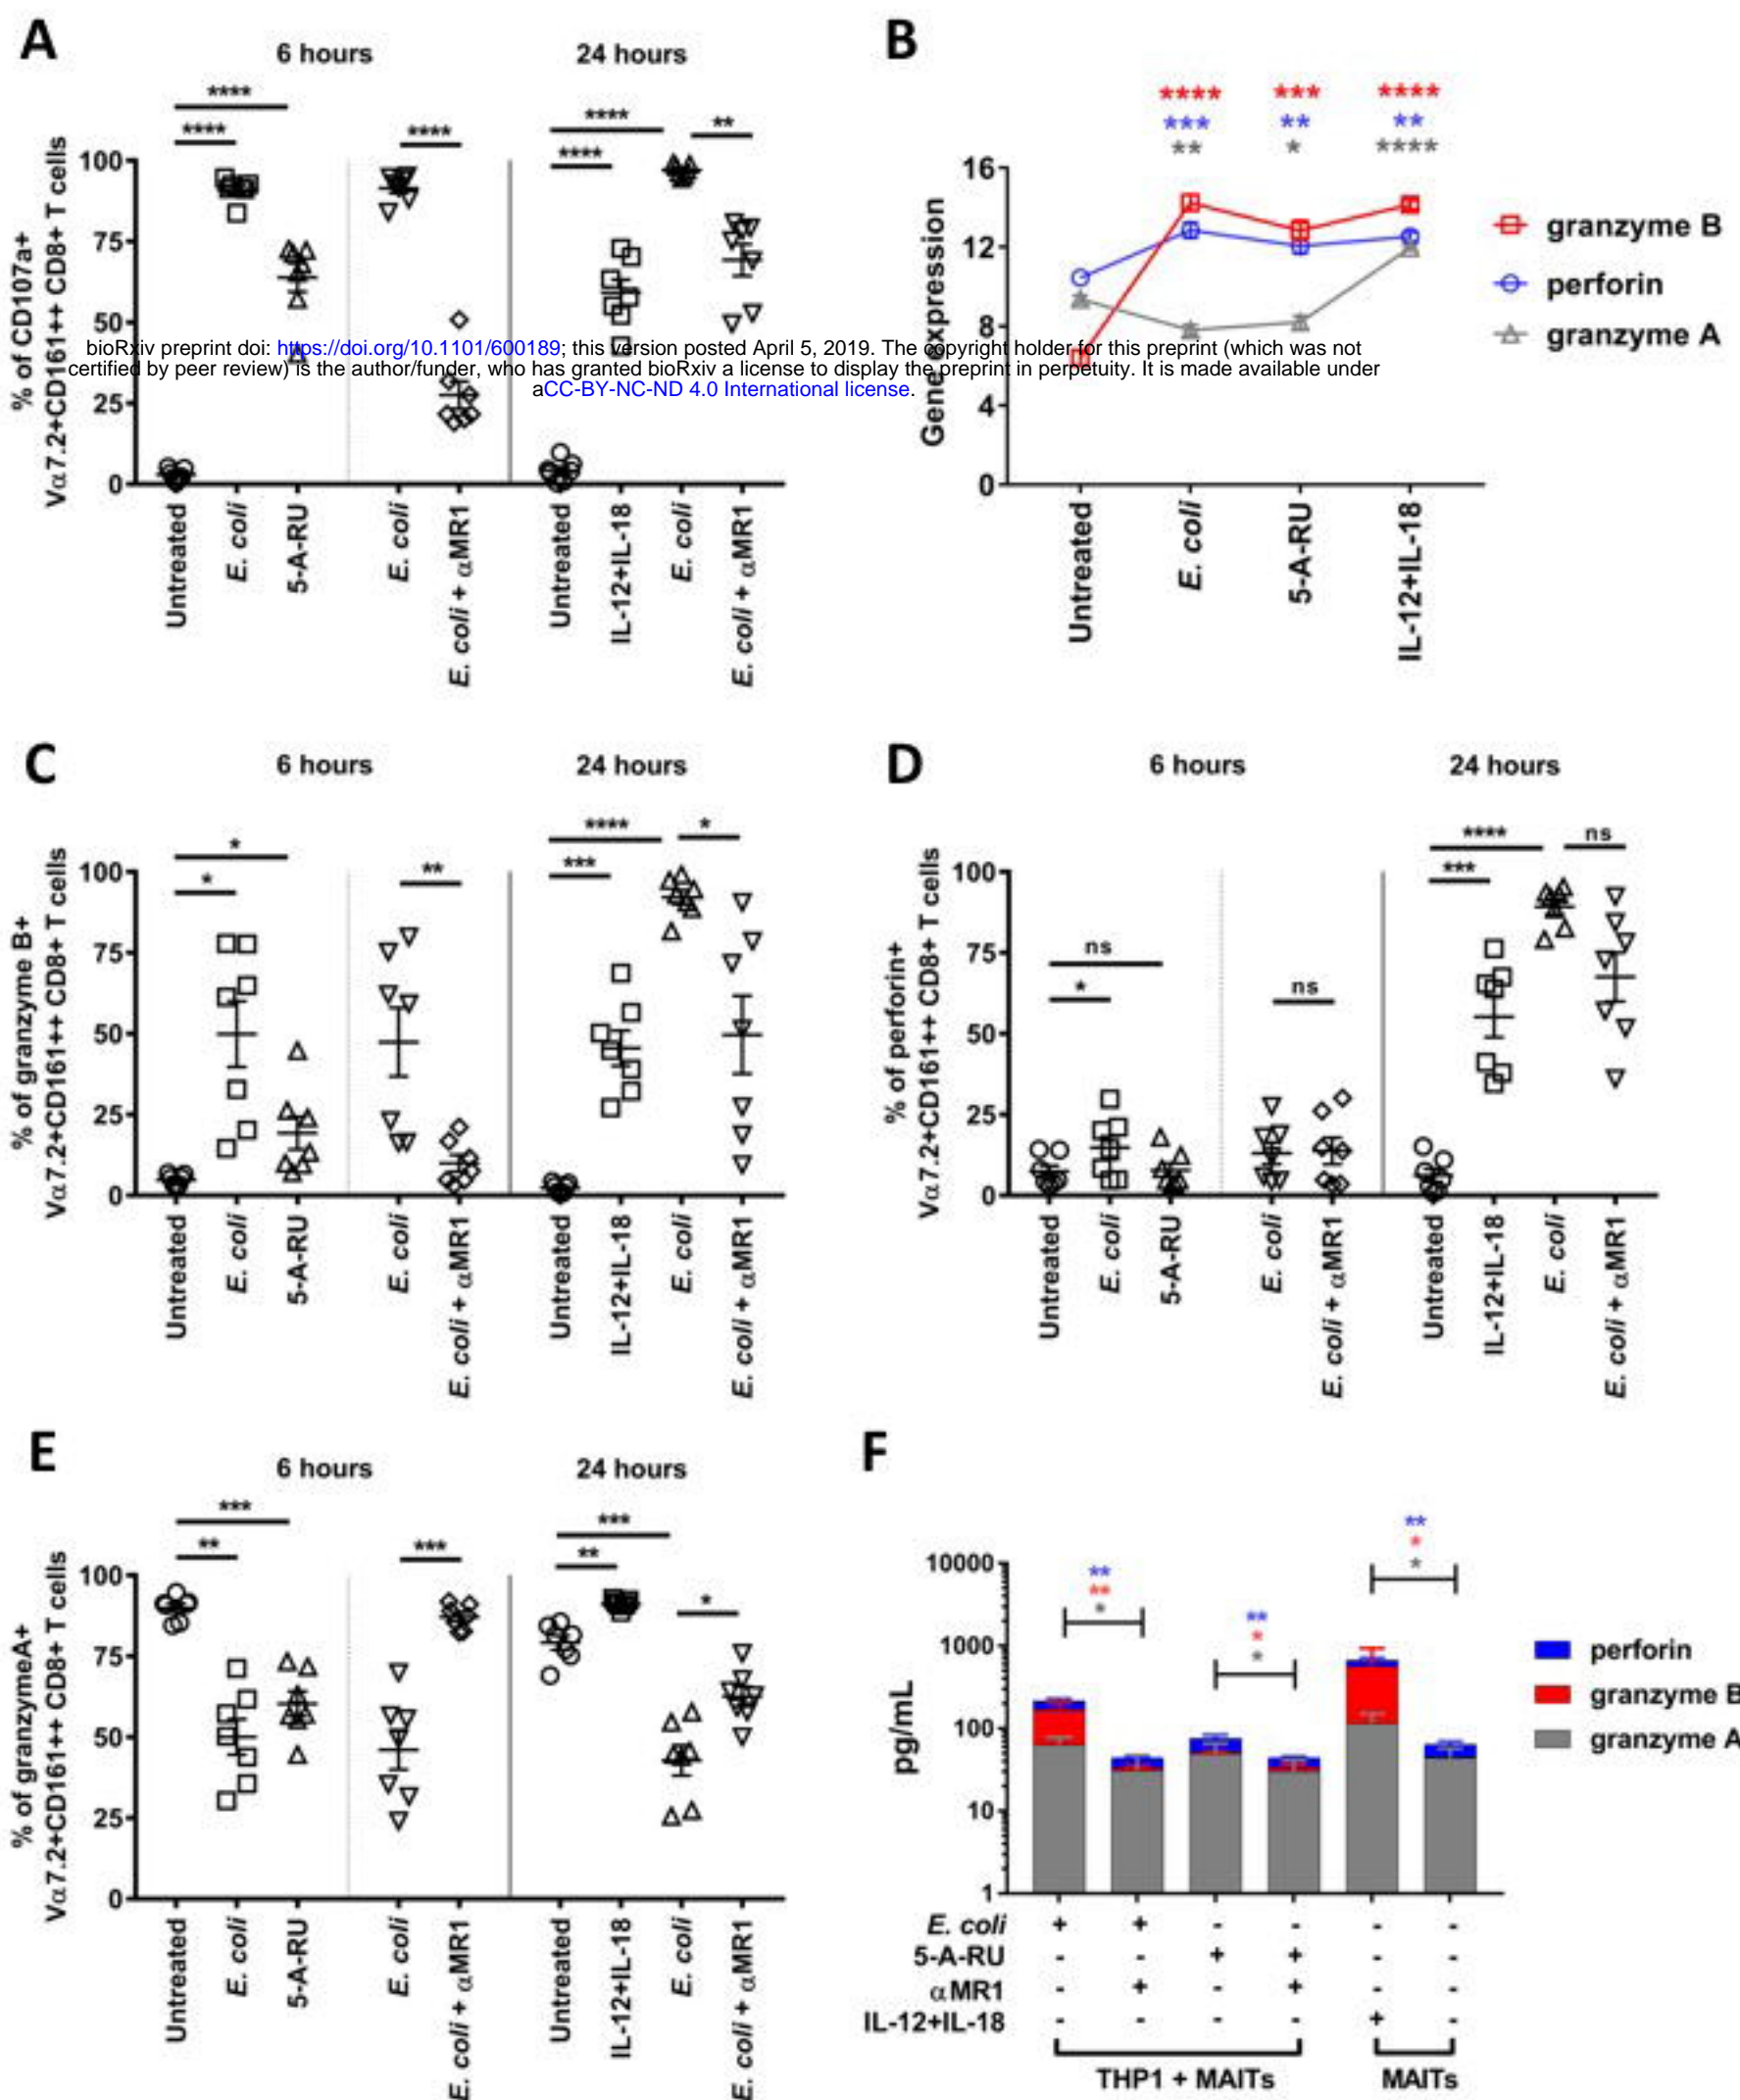 A
6 hours
24 hours
****
****
****
****
****
**
% of CD107a+
Vα7.2+CD161++ CD8+ T cells
100
75
50
25
0
Untreated
E. coli
5-A-RU
E. coli
E. coli + αMR1
Untreated
IL-12+IL-18
E. coli
E. coli + αMR1
B
****
***
****
***
**
**
**
*
****
Gene expression
16
12
8
4
0
Untreated
E. coli
5-A-RU
IL-12+IL-18
granzyme B
perforin
granzyme A
bioRxiv preprint doi: https://doi.org/10.1101/600189; this version posted April 5, 2019. The copyright holder for this preprint (which was not
certified by peer review) is the author/funder, who has granted bioRxiv a license to display the preprint in perpetuity. It is made available under
aCC-BY-NC-ND 4.0 International license.
C
6 hours
24 hours
*
*
**
****
***
*
% of granzyme B+
Vα7.2+CD161++ CD8+ T cells
100
75
50
25
0
Untreated
E. coli
5-A-RU
E. coli
E. coli + αMR1
Untreated
IL-12+IL-18
E. coli
E. coli + αMR1
D
6 hours
24 hours
ns
*
ns
****
***
ns
% of perforin+
Vα7.2+CD161++ CD8+ T cells
100
75
50
25
0
Untreated
E. coli
5-A-RU
E. coli
E. coli + αMR1
Untreated
IL-12+IL-18
E. coli
E. coli + αMR1
E
6 hours
24 hours
***
**
***
***
**
*
% of granzymeA+
Vα7.2+CD161++ CD8+ T cells
100
75
50
25
0
Untreated
E. coli
5-A-RU
E. coli
E. coli + αMR1
Untreated
IL-12+IL-18
E. coli
E. coli + αMR1
F
**
**
*
**
*
*
**
*
*
pg/mL
10000
1000
100
10
1
perforin
granzyme B
granzyme A
E. coli + + - - - -
5-A-RU - - + + - -
αMR1 - + - + - -
IL-12+IL-18 - - - - + -
THP1 + MAITs
MAITs